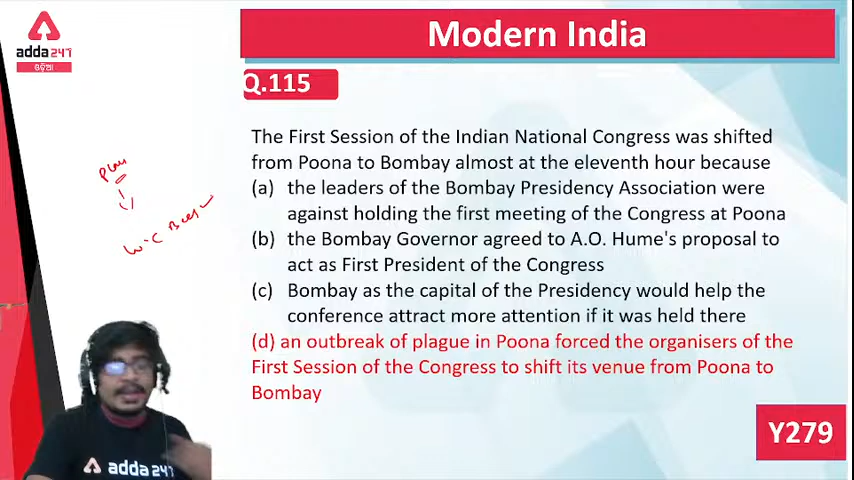 adda247
ଓଡ଼ିଆ
Modern India
Q.115
The First Session of the Indian National Congress was shifted
from Poona to Bombay almost at the eleventh hour because
(a) the leaders of the Bombay Presidency Association were
against holding the first meeting of the Congress at Poona
(b) the Bombay Governor agreed to A.O. Hume's proposal to
act as First President of the Congress
(c) Bombay as the capital of the Presidency would help the
conference attract more attention if it was held there
(d) an outbreak of plague in Poona forced the organisers of the
First Session of the Congress to shift its venue from Poona to
Bombay
Y279
adda247